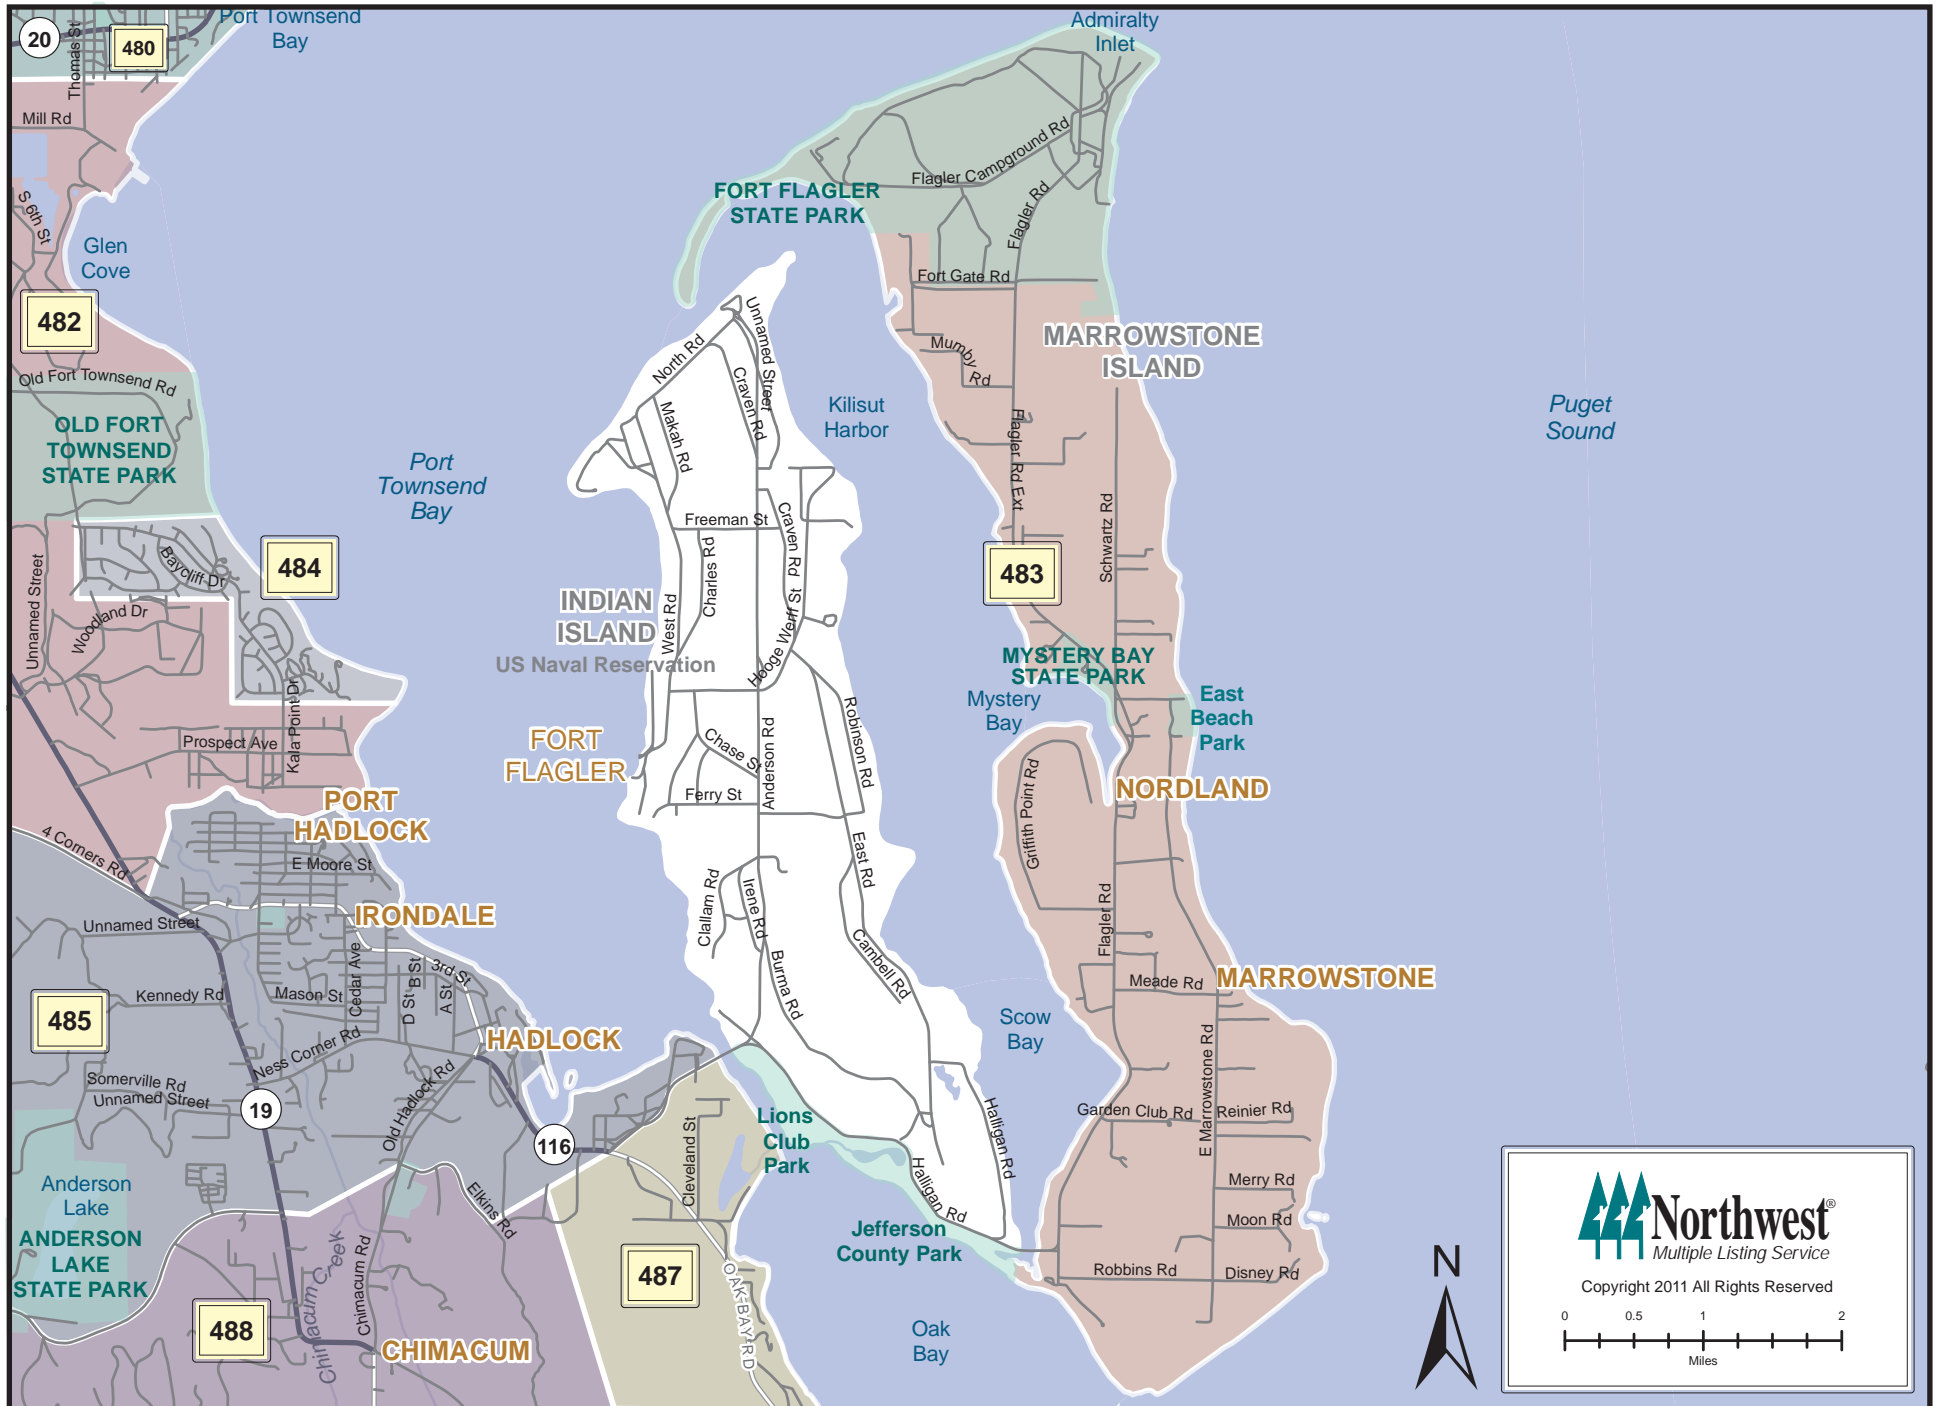 Port Townsend
Bay
Admiralty
Inlet
20
480
Thomas St
Mill Rd
S 6th St
Glen
Cove
482
Old Fort Townsend Rd
OLD FORT
TOWNSEND
STATE PARK
Port
Townsend
Bay
FORT FLAGLER
STATE PARK
Flagler Campground Rd
Flagler Rd
Fort Gate Rd
MARROWSTONE
ISLAND
Mumby
Rd
Kilisut
Harbor
Puget
Sound
North Rd
Unnamed Street
Craven Rd
Makah Rd
Flagler Rd Ext
Schwartz Rd
Freeman St
Craven Rd
Charles Rd
West Rd
Hooge Werff St
484
Baycliff Dr
Unnamed Street
Woodland Dr
INDIAN
ISLAND
US Naval Reservation
483
MYSTERY BAY
STATE PARK
Mystery
Bay
East
Beach
Park
Kala Point Dr
Prospect Ave
FORT
FLAGLER
Chase St
Anderson Rd
Robinson Rd
Ferry St
NORDLAND
Griffith Point Rd
PORT
HADLOCK
4 Corners Rd
E Moore St
East Rd
IRONDALE
Unnamed Street
Clallam Rd
Irene Rd
Flagler Rd
Cedar Ave
3rd St
B St
A St
D St
Mason St
Kennedy Rd
485
Burma Rd
Carnbell Rd
Meade Rd
MARROWSTONE
Ness Corner Rd
HADLOCK
Scow
Bay
Somerville Rd
Unnamed Street
19
Old Hadlock Rd
116
Cleveland St
Lions
Club
Park
Halligan Rd
Garden Club Rd
Reinier Rd
E Marrowstone Rd
Anderson
Lake
ANDERSON
LAKE
STATE PARK
Elkins Rd
Halligan Rd
Jefferson
County Park
Merry Rd
Moon Rd
Robbins Rd
Disney Rd
Chimacum Creek
Chimacum Rd
487
OAK-BAY-RD
488
CHIMACUM
Oak
Bay
N
Northwest®
Multiple Listing Service
Copyright 2011 All Rights Reserved
0 0.5 1 2
Miles